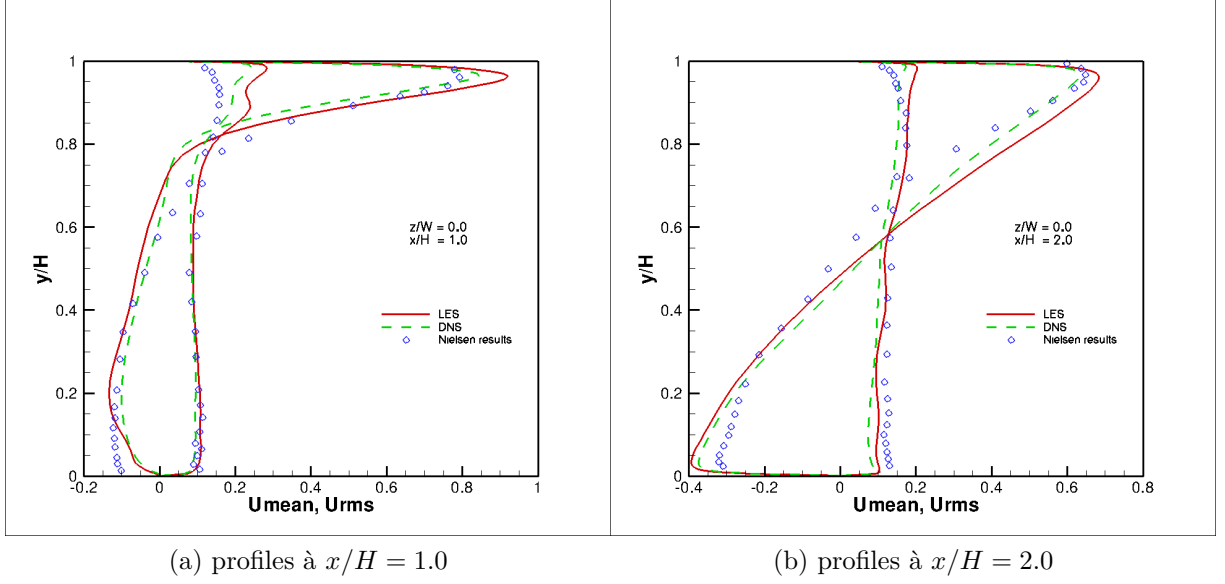 1
0.8
0.6
0.4
0.2
0
y/H
-0.2
0
0.2
0.4
0.6
0.8
1
Umean, Urms
z/W = 0.0
x/H = 1.0
LES
DNS
Nielsen results
1
0.8
0.6
0.4
0.2
0
y/H
-0.4
-0.2
0
0.2
0.4
0.6
0.8
Umean, Urms
z/W = 0.0
x/H = 2.0
LES
DNS
Nielsen results
(a) profiles à x/H = 1.0
(b) profiles à x/H = 2.0